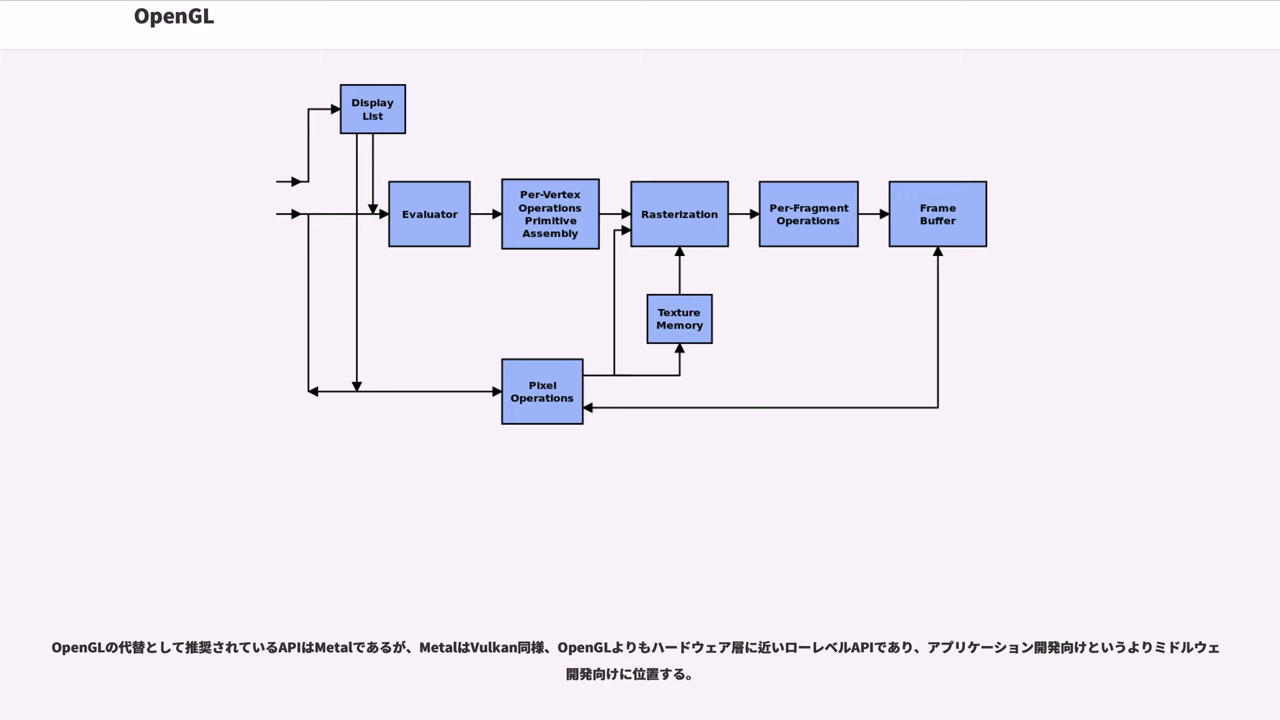 OpenGL
Display
List
Evaluator
Per-Vertex
Operations
Primitive
Assembly
Rasterization
Per-Fragment
Operations
Frame
Buffer
Texture
Memory
Pixel
Operations
OpenGLの代替として推奨されているAPIはMetalであるが、MetalはVulkan同様、OpenGLよりもハードウェア層に近いローレベルAPIであり、アプリケーション開発向けというよりミドルウェ
開発向けに位置する。